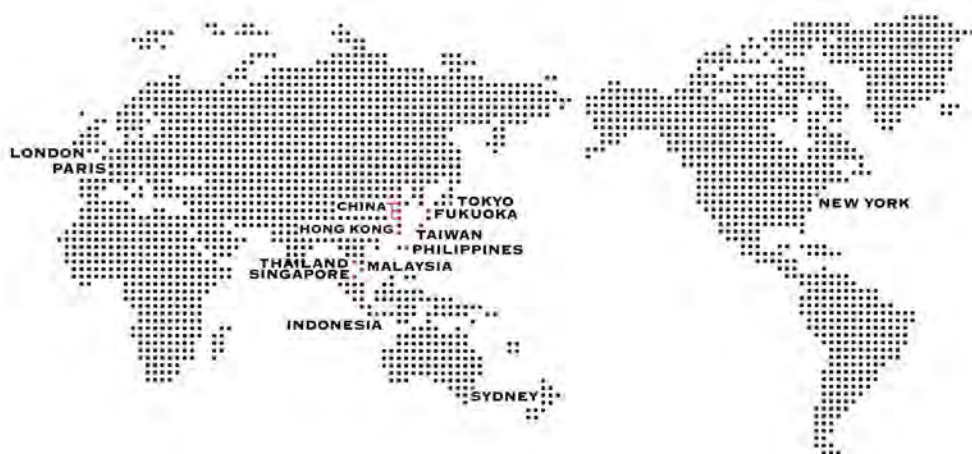 LONDON
PARIS
CHINA
HONG KONG
TOKYO
FUKUOKA
TAIWAN
PHILIPPINES
THAILAND
SINGAPORE
MALAYSIA
INDONESIA
SYDNEY
NEW YORK